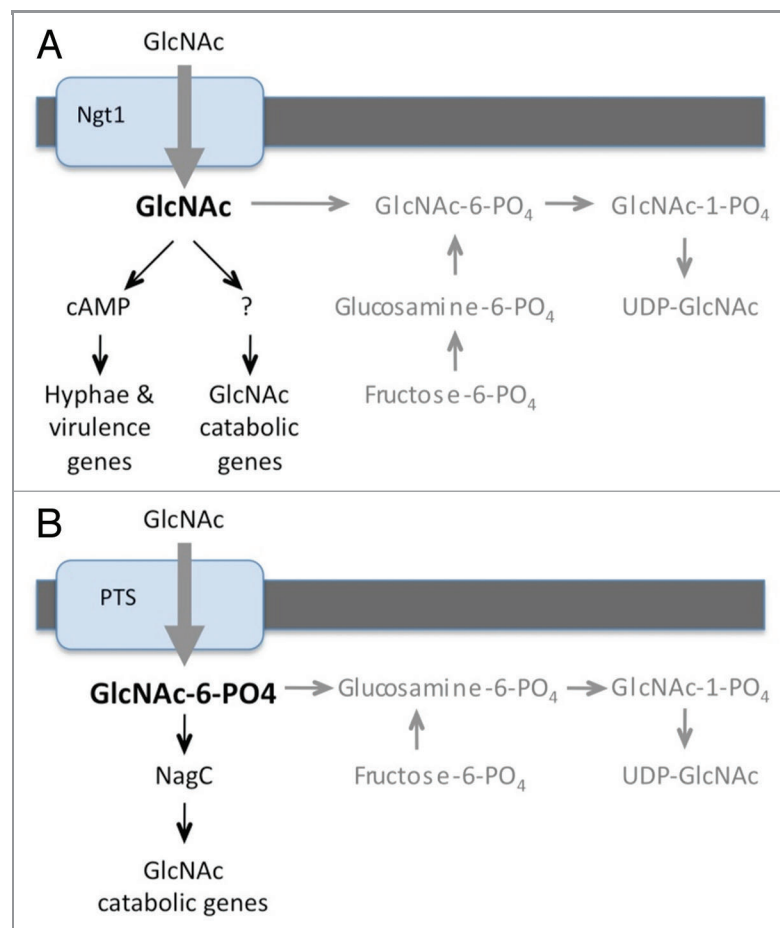 A
GlcNAc
Ngt1
GlcNAc
GlcNAc-6-PO4
GlcNAc-1-PO4
cAMP
?
Glucosamine-6-PO4
UDP-GlcNAc
Hyphae &
virulence
genes
GlcNAc
catabolic
genes
Fructose-6-PO4
B
GlcNAc
PTS
GlcNAc-6-PO4
Glucosamine-6-PO4
GlcNAc-1-PO4
NagC
Fructose-6-PO4
UDP-GlcNAc
GlcNAc
catabolic genes